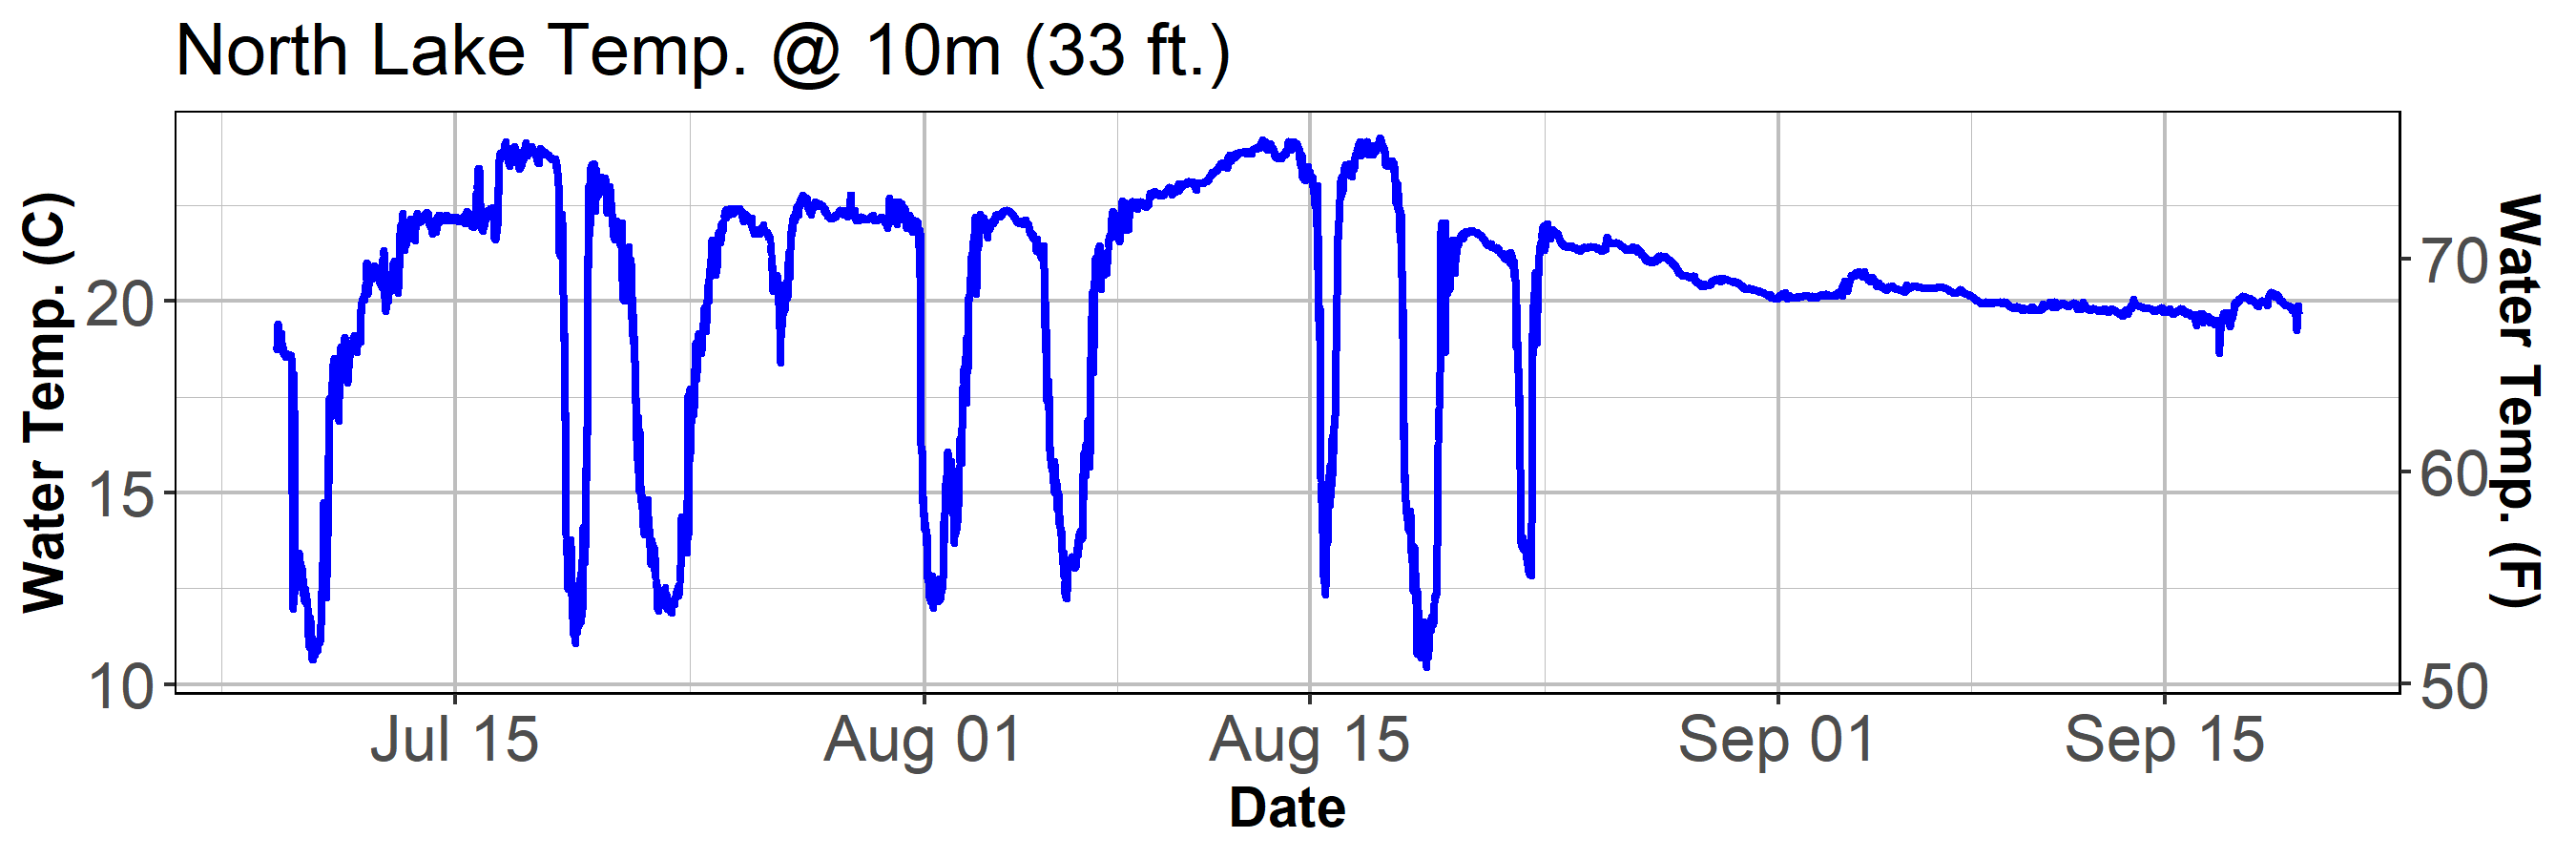 North Lake Temp. @ 10m (33 ft.)
Water Temp. (C)
20
15
10
70
60
50
Water Temp. (F)
Jul 15
Aug 01
Aug 15
Sep 01
Sep 15
Date